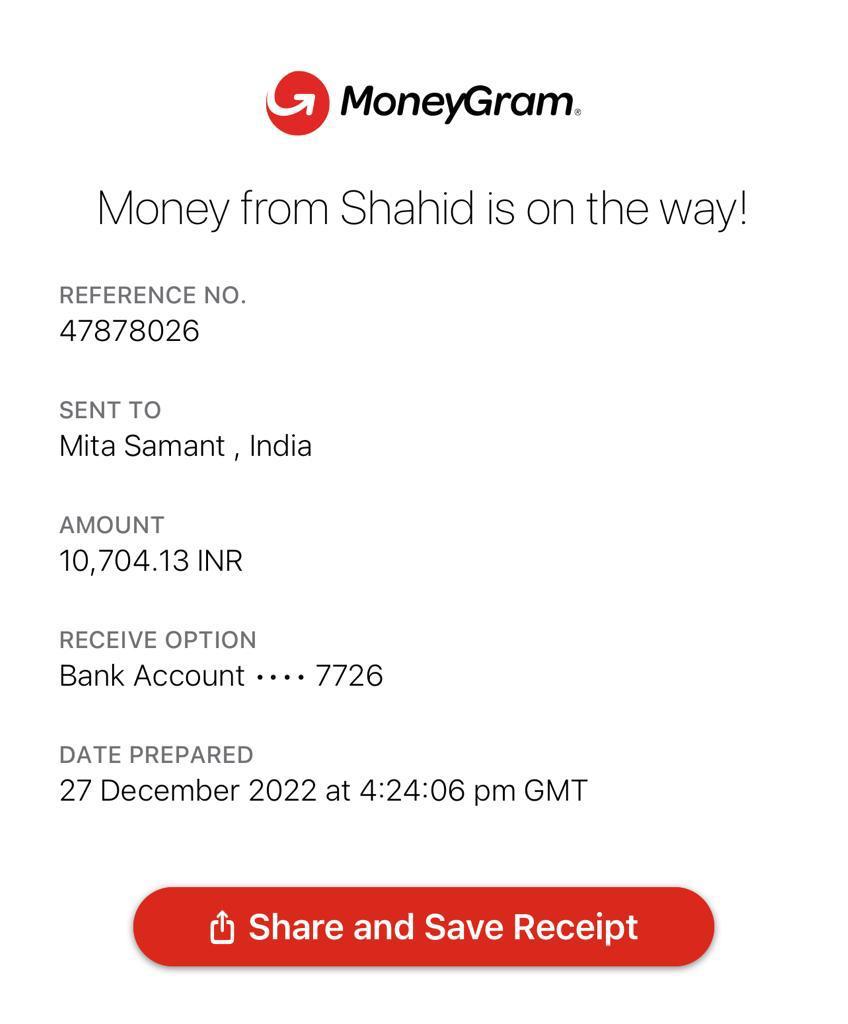 MoneyGram®
Money from Shahid is on the way!
REFERENCE NO.
47878026
SENT TO
Mita Samant , India
AMOUNT
10,704.13 INR
RECEIVE OPTION
Bank Account •••• 7726
DATE PREPARED
27 December 2022 at 4:24:06 pm GMT
Share and Save Receipt